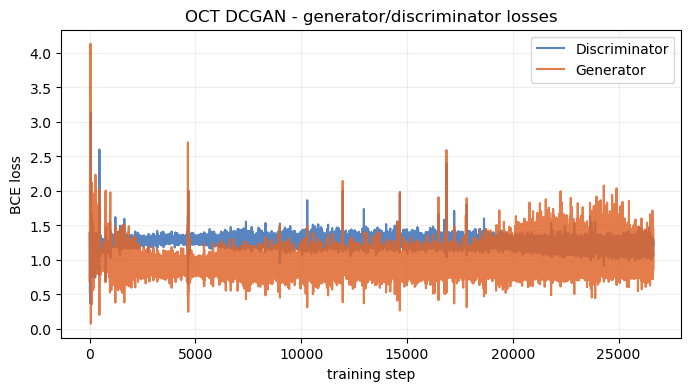 OCT DCGAN - generator/discriminator losses
Discriminator
Generator
BCE loss
4.0
3.5
3.0
2.5
2.0
1.5
1.0
0.5
0.0
0 5000 10000 15000 20000 25000
training step